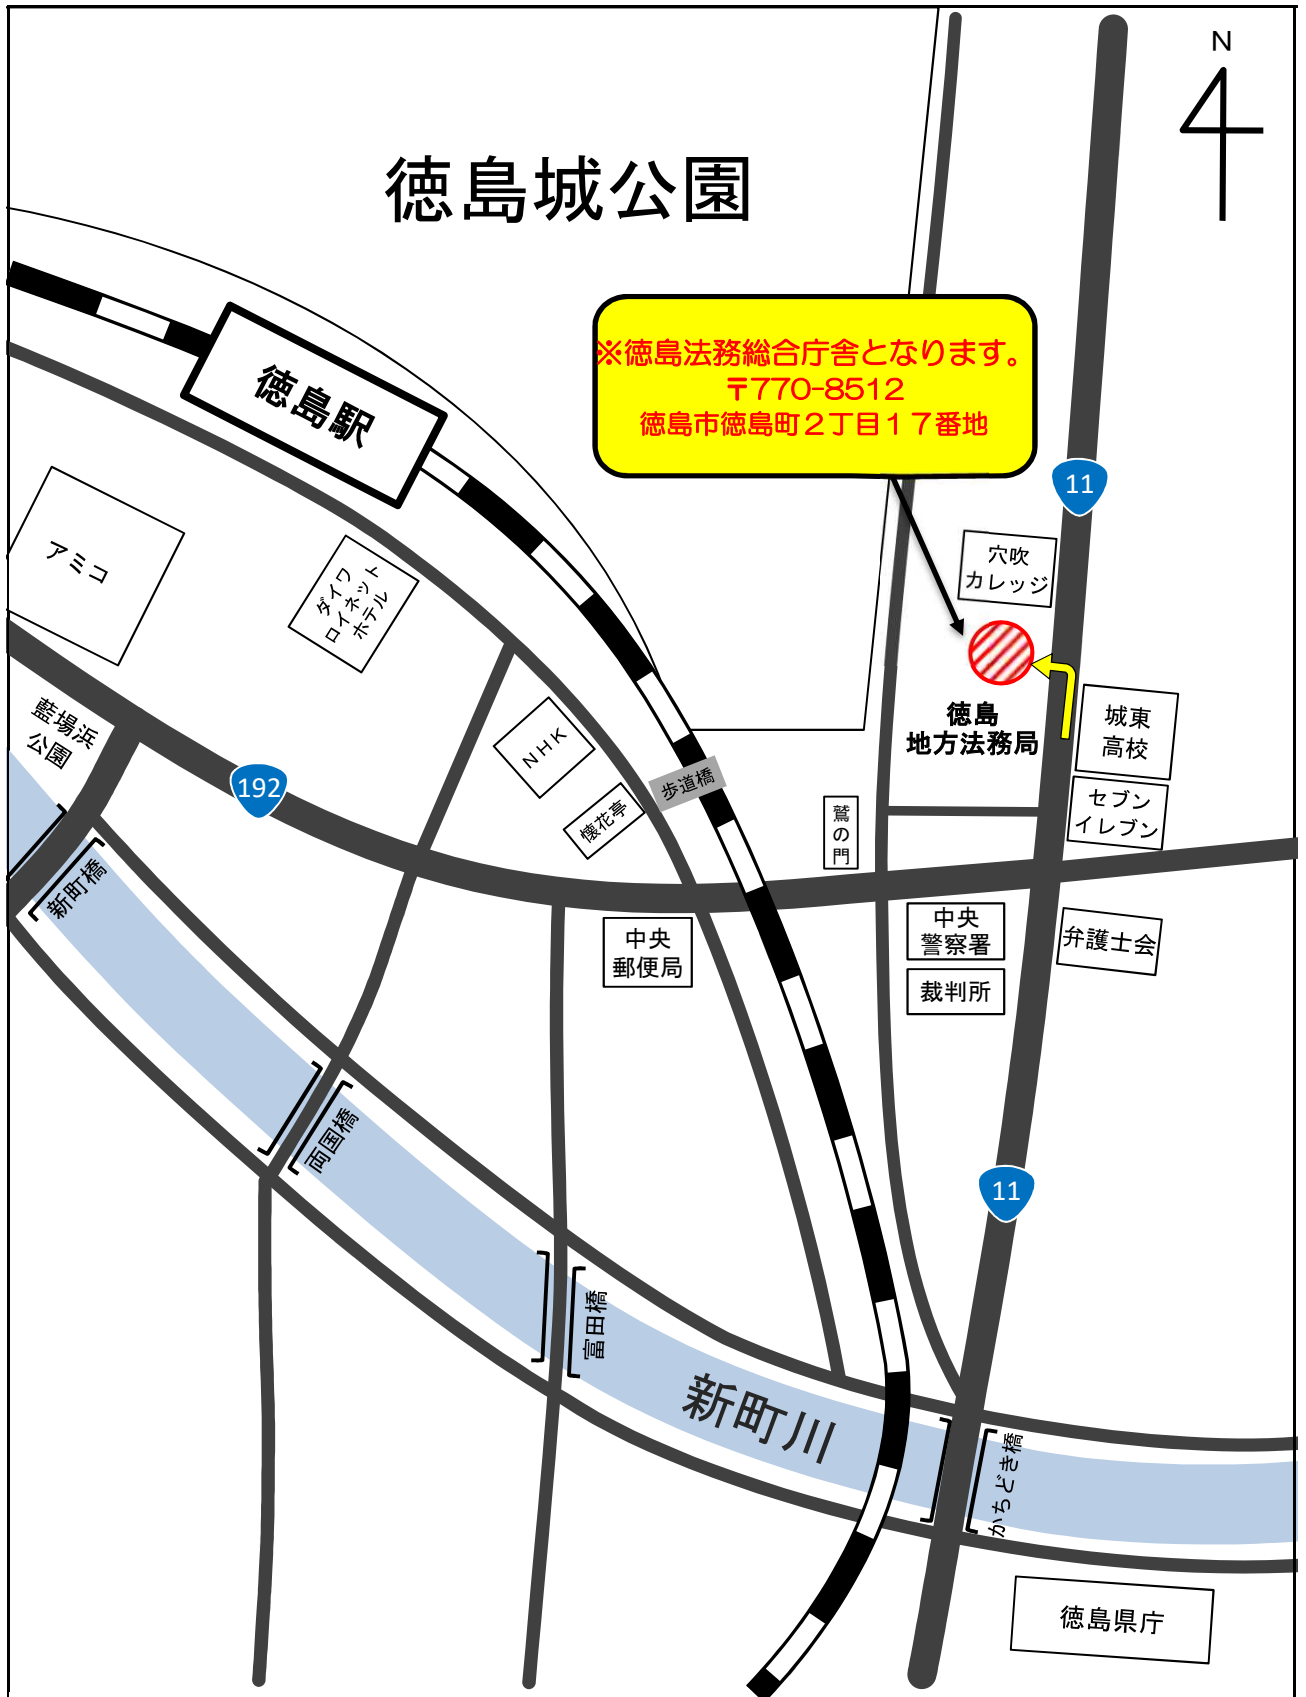 N
徳島城公園
※徳島法務総合庁舎となります。
〒770-8512
徳島市徳島町2丁目17番地
徳島駅
11
アミコ
ダイワ
ロイネット
ホテル
穴吹
カレッジ
徳島
地方法務局
城東
高校
藍場浜
公園
NHK
192
歩道橋
懐花亭
鷲の門
セブン
イレブン
新町橋
中央
郵便局
中央
警察署
弁護士会
裁判所
両国橋
11
富田橋
新町川
かちどき橋
徳島県庁